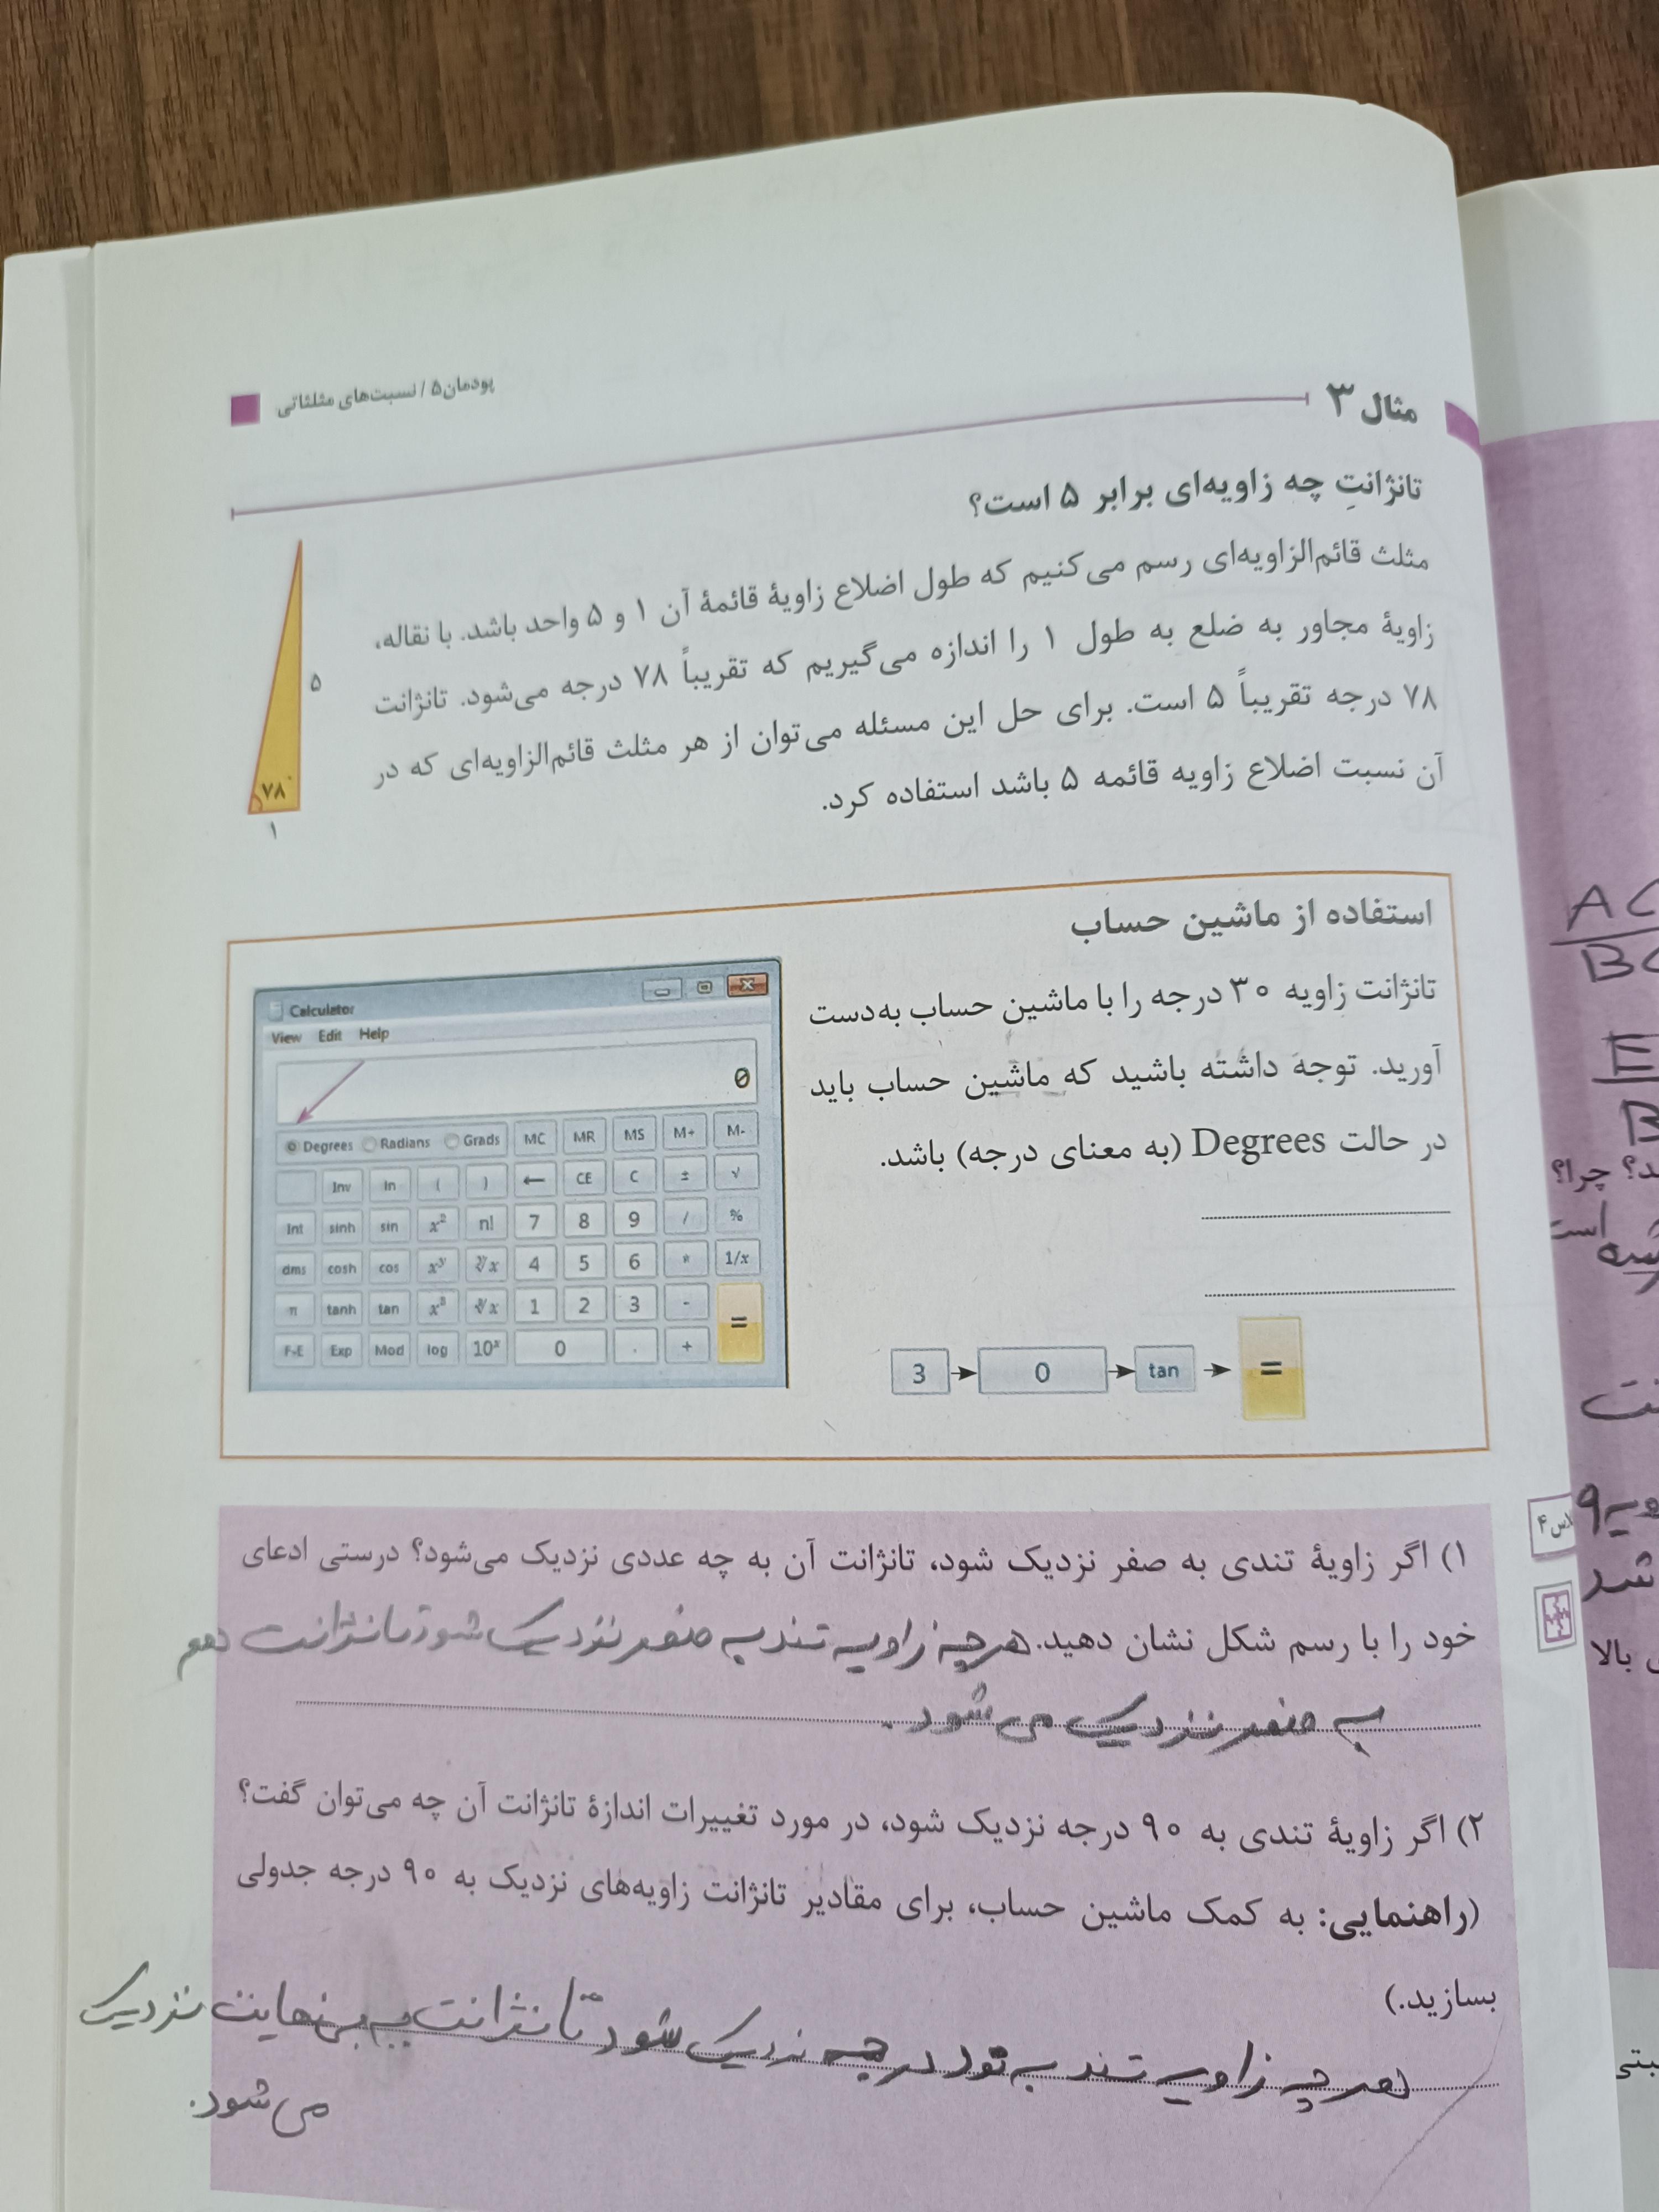 پودمان ۵ / نسبت‌های مثلثاتی
مثال ۳
تانژانتِ چه زاویه‌ای برابر ۵ است؟
مثلث قائم‌الزاویه‌ای رسم می‌کنیم که طول اضلاع زاویهٔ قائمهٔ آن ۱ و ۵ واحد باشد. با نقاله،
زاویهٔ مجاور به ضلع به طول ۱ را اندازه می‌گیریم که تقریباً ۷۸ درجه می‌شود. تانژانت
۷۸ درجه تقریباً ۵ است. برای حل این مسئله می‌توان از هر مثلث قائم‌الزاویه‌ای که در
آن نسبت اضلاع زاویه قائمه ۵ باشد استفاده کرد.
۵
۷۸°
۱
استفاده از ماشین حساب
تانژانت زاویه ۳۰ درجه را با ماشین حساب به‌دست
آورید. توجه داشته باشید که ماشین حساب باید
در حالت Degrees (به معنای درجه) باشد.
3 → 0 → tan → =
Calculator
View Edit Help
0
Degrees Radians Grads MC MR MS M+ M-
Inv ln ( ) ← CE C ± √
Int sinh sin x² n! 7 8 9 / %
dms cosh cos xʸ ʸ√x 4 5 6 * 1/x
π tanh tan x³ ³√x 1 2 3 - =
F-E Exp Mod log 10ˣ 0 . +
۱) اگر زاویهٔ تندی به صفر نزدیک شود، تانژانت آن به چه عددی نزدیک می‌شود؟ درستی ادعای
خود را با رسم شکل نشان دهید. هرچه زاویه تند به صفر نزدیک شود تانژانت هم
به صفر نزدیک می‌شود.
۲) اگر زاویهٔ تندی به ۹۰ درجه نزدیک شود، در مورد تغییرات اندازهٔ تانژانت آن چه می‌توان گفت؟
(راهنمایی: به کمک ماشین حساب، برای مقادیر تانژانت زاویه‌های نزدیک به ۹۰ درجه جدولی
بسازید.)
هرچه زاویه تند به نود درجه نزدیک شود تانژانت به بی‌نهایت نزدیک
می‌شود.
چرا؟
است
شد
بالا